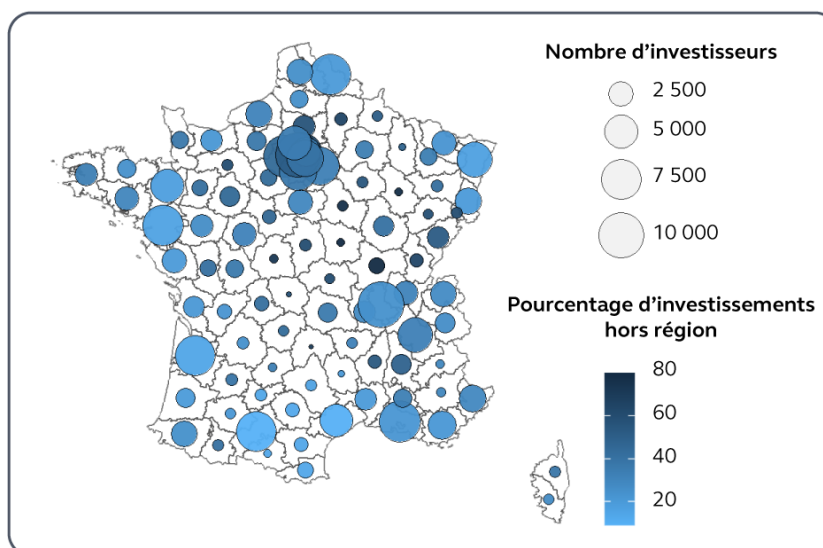 Nombre d’investisseurs
2 500
5 000
7 500
10 000
Pourcentage d’investissements
hors région
80
60
40
20